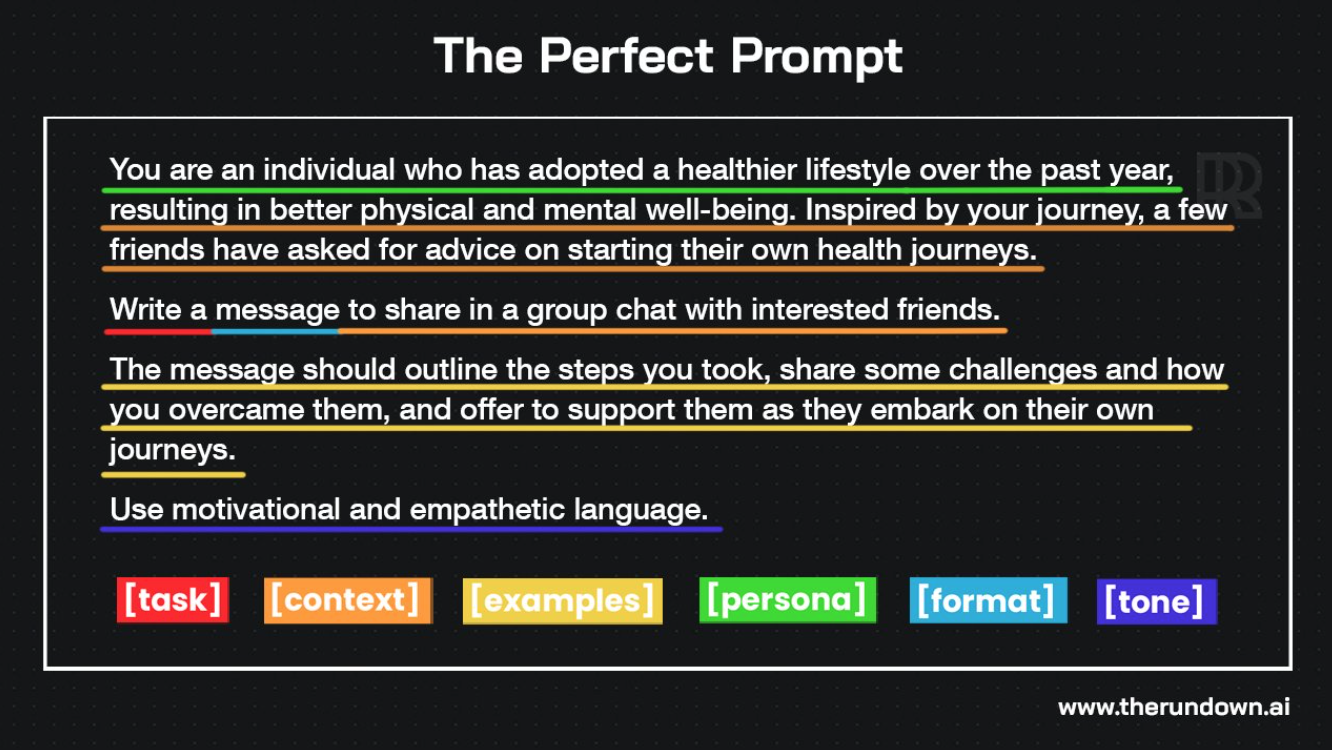 The Perfect Prompt
You are an individual who has adopted a healthier lifestyle over the past year,
resulting in better physical and mental well-being. Inspired by your journey, a few
friends have asked for advice on starting their own health journeys.
Write a message to share in a group chat with interested friends.
The message should outline the steps you took, share some challenges and how
you overcame them, and offer to support them as they embark on their own
journeys.
Use motivational and empathetic language.
[task] [context] [examples] [persona] [format] [tone]
www.therundown.ai